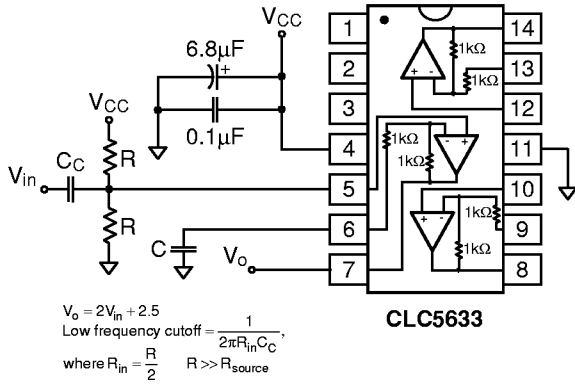 V_CC
6.8μF
+
0.1μF
V_CC
R
C_C
V_in
R
C
V_o
1
2
3
4
5
6
7
14
13
12
11
10
9
8
1kΩ
1kΩ
+ -
1kΩ
1kΩ
- +
+ -
1kΩ
1kΩ
CLC5633
V_o = 2V_in + 2.5
Low frequency cutoff = 1 / 2πR_inC_C,
where R_in = R / 2 R >> R_source